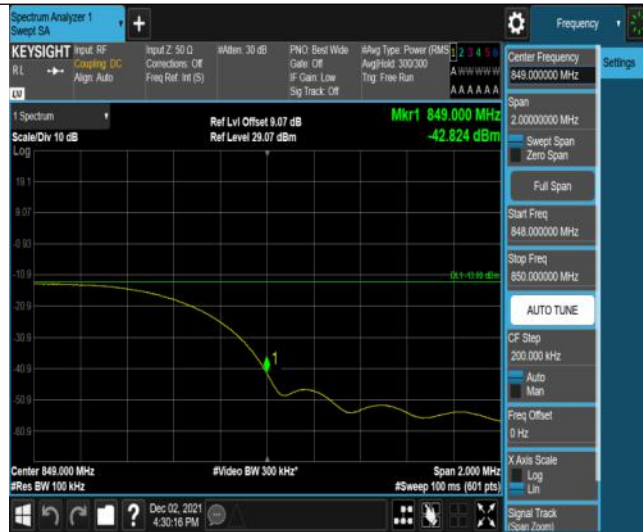 Spectrum Analyzer 1
Swept SA
+
Frequency
KEYSIGHT
Input: RF
Input Z: 50 Ω
#Atten: 30 dB
PNO: Best Wide
#Avg Type: Power (RMS
1 2 3 4 5 6
RL
Coupling: DC
Corrections: Off
Gate: Off
Avg|Hold: 300/300
A W W W W W
Align: Auto
Freq Ref: Int (S)
IF Gain: Low
Trig: Free Run
Sig Track: Off
A A A A A A
LXI
1 Spectrum
Ref Lvl Offset 9.07 dB
Mkr1 849.000 MHz
Scale/Div 10 dB
Ref Level 29.07 dBm
-42.824 dBm
Log
19.1
9.07
-0.93
-10.9
DL1 -13.00 dBm
-20.9
-30.9
1
-40.9
-50.9
-60.9
Center 849.000 MHz
#Video BW 300 kHz*
Span 2.000 MHz
#Res BW 100 kHz
#Sweep 100 ms (601 pts)
Dec 02, 2021
4:30:16 PM
?
Center Frequency
849.000000 MHz
Settings
Span
2.00000000 MHz
Swept Span
Zero Span
Full Span
Start Freq
848.000000 MHz
Stop Freq
850.000000 MHz
AUTO TUNE
CF Step
200.000 kHz
Auto
Man
Freq Offset
0 Hz
X Axis Scale
Log
Lin
Signal Track
(Span Zoom)